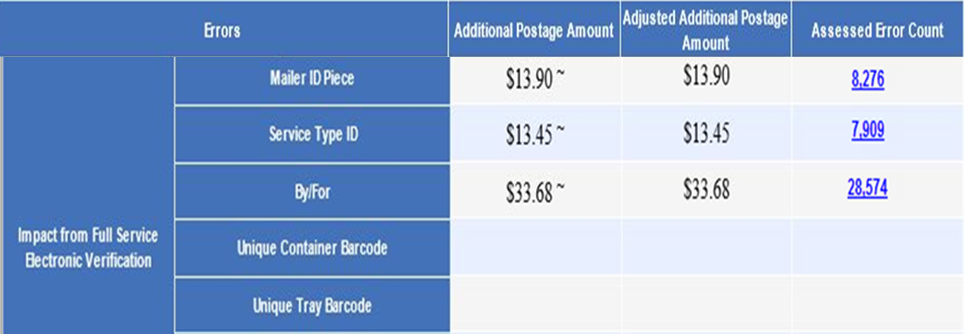 Errors Additional Postage Amount Adjusted Additional Postage Amount Assessed Error Count
Impact from Full Service Electronic Verification
Mailer ID Piece $13.90 ~ $13.90 8,276
Service Type ID $13.45 ~ $13.45 7,909
By/For $33.68 ~ $33.68 28,574
Unique Container Barcode
Unique Tray Barcode